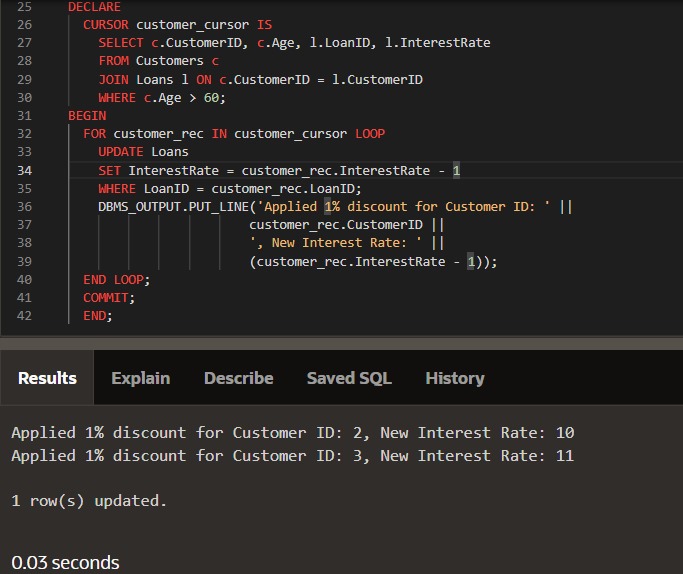 25 DECLARE
26 CURSOR customer_cursor IS
27 SELECT c.CustomerID, c.Age, l.LoanID, l.InterestRate
28 FROM Customers c
29 JOIN Loans l ON c.CustomerID = l.CustomerID
30 WHERE c.Age > 60;
31 BEGIN
32 FOR customer_rec IN customer_cursor LOOP
33 UPDATE Loans
34 SET InterestRate = customer_rec.InterestRate - 1
35 WHERE LoanID = customer_rec.LoanID;
36 DBMS_OUTPUT.PUT_LINE('Applied 1% discount for Customer ID: ' ||
37 customer_rec.CustomerID ||
38 ', New Interest Rate: ' ||
39 (customer_rec.InterestRate - 1));
40 END LOOP;
41 COMMIT;
42 END;
Results Explain Describe Saved SQL History
Applied 1% discount for Customer ID: 2, New Interest Rate: 10
Applied 1% discount for Customer ID: 3, New Interest Rate: 11
1 row(s) updated.
0.03 seconds